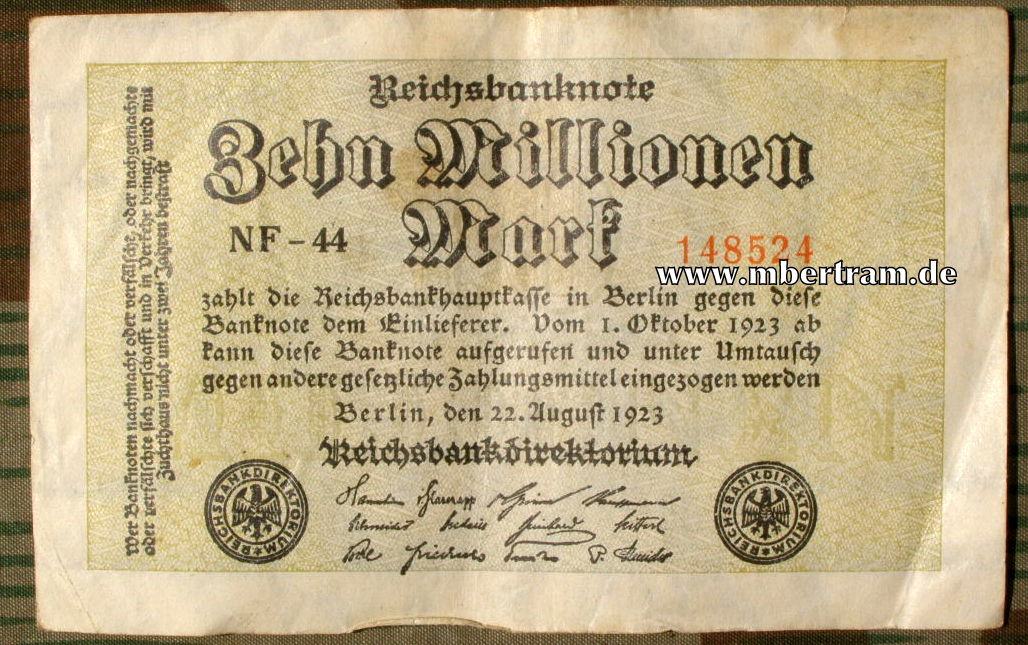 Reichsbanknote
Zehn Millionen
Mark
NF-44
148524
www.mbertram.de
zahlt die Reichsbankhauptkasse in Berlin gegen diese
Banknote dem Einlieferer. Vom 1. Oktober 1923 ab
kann diese Banknote aufgerufen und unter Umtausch
gegen andere gesetzliche Zahlungsmittel eingezogen werden
Berlin, den 22. August 1923
Reichsbankdirektorium
REICHSBANKDIREKTORIUM
REICHSBANKDIREKTORIUM
Wer Banknoten nachmacht oder verfälscht, oder nachgemachte
oder verfälschte sich verschafft und in Verkehr bringt, wird mit
Zuchthaus nicht unter zwei Jahren bestraft